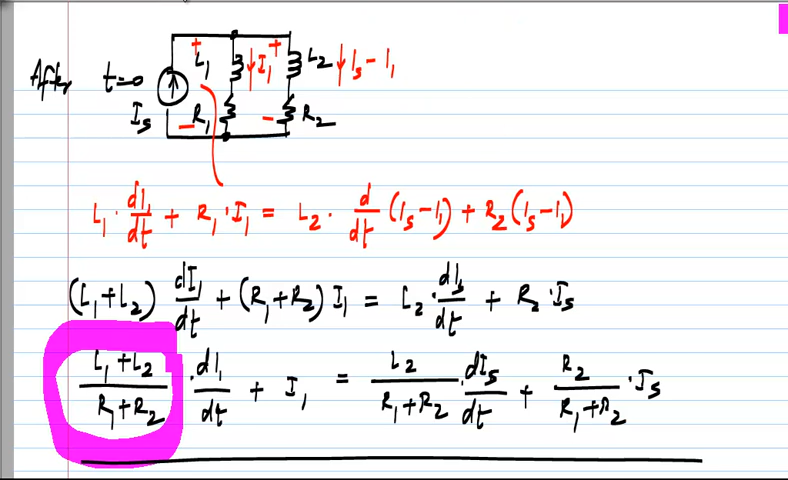 + L₁ I₁ + L₂ Iₛ-I₁
After t=0
Iₛ - R₁ - R₂
L₁ · dI₁/dt + R₁·I₁ = L₂ · d/dt (Iₛ-I₁) + R₂ (Iₛ-I₁)
(L₁+L₂) dI₁/dt + (R₁+R₂) I₁ = L₂ · dIₛ/dt + R₂ · Iₛ
L₁+L₂/R₁+R₂ · dI₁/dt + I₁ = L₂/R₁+R₂ · dIₛ/dt + R₂/R₁+R₂ · Iₛ